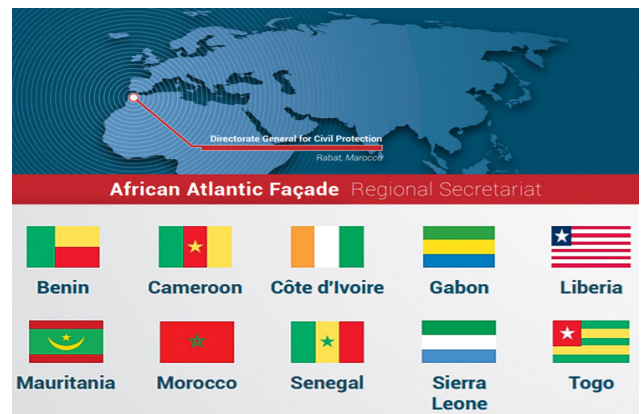 Directorate General for Civil Protection
Rabat, Marocco
African Atlantic Façade Regional Secretariat
Benin Cameroon Côte d'Ivoire Gabon Liberia
Mauritania Morocco Senegal Sierra Leone Togo